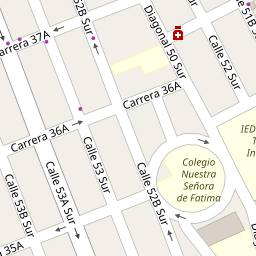 Carrera 37A
52B Sur
Diagonal 50 Sur
Calle 52 Sur
51B S
Carrera 36A
Carrera 36A
IED
T
In
Calle 53 Sur
Colegio
Nuestra
Señora
de Fatima
Calle 53B Sur
Calle 53A Sur
Calle 52B Sur
35A